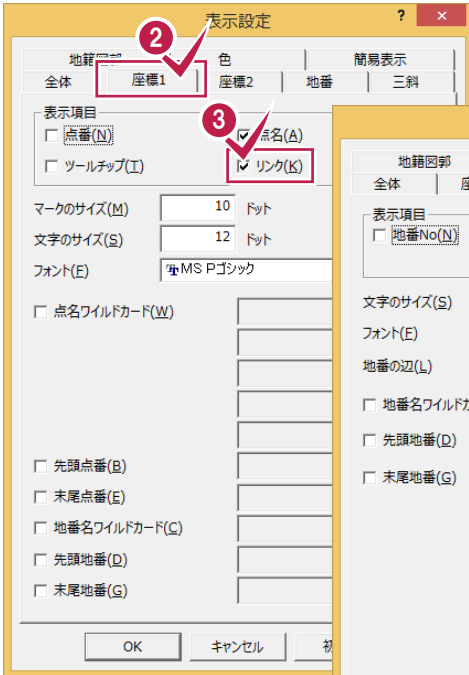 表示設定
? ×
2
色
簡易表示
全体
座標1
座標2
地番
三斜
3
表示項目
点番(N)
点名(A)
ツールチップ(T)
リンク(K)
マークのサイズ(M) 10 ドット
文字のサイズ(S) 12 ドット
フォント(F) MS Pゴシック
点名ワイルドカード(W)
先頭点番(B)
末尾点番(E)
地番名ワイルドカード(C)
先頭地番(D)
末尾地番(G)
OK
キャンセル
地籍図郭
全体
表示項目
地番No(N)
文字のサイズ(S)
フォント(F)
地番の辺(L)
地番名ワイルド
先頭地番(D)
末尾地番(G)